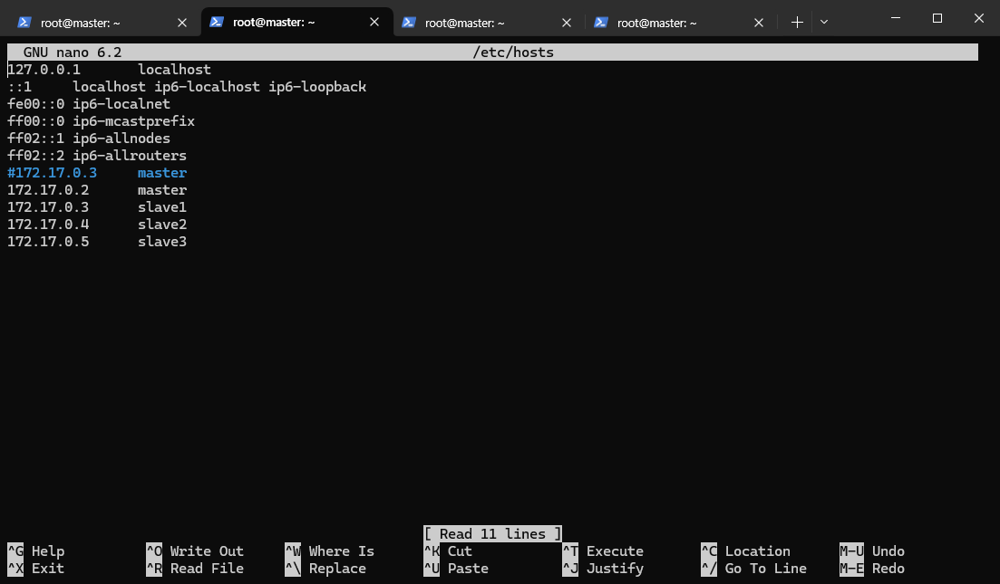 root@master: ~ root@master: ~ root@master: ~ root@master: ~
GNU nano 6.2 /etc/hosts
127.0.0.1 localhost
::1 localhost ip6-localhost ip6-loopback
fe00::0 ip6-localnet
ff00::0 ip6-mcastprefix
ff02::1 ip6-allnodes
ff02::2 ip6-allrouters
#172.17.0.3 master
172.17.0.2 master
172.17.0.3 slave1
172.17.0.4 slave2
172.17.0.5 slave3
[ Read 11 lines ]
^G Help ^O Write Out ^W Where Is ^K Cut ^T Execute ^C Location M-U Undo
^X Exit ^R Read File ^\ Replace ^U Paste ^J Justify ^/ Go To Line M-E Redo